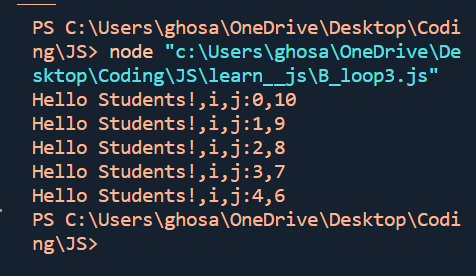 PS C:\Users\ghosa\OneDrive\Desktop\Codi
ng\JS> node "c:\Users\ghosa\OneDrive\De
sktop\Coding\JS\learn__js\B_loop3.js"
Hello Students!,i,j:0,10
Hello Students!,i,j:1,9
Hello Students!,i,j:2,8
Hello Students!,i,j:3,7
Hello Students!,i,j:4,6
PS C:\Users\ghosa\OneDrive\Desktop\Codi
ng\JS>